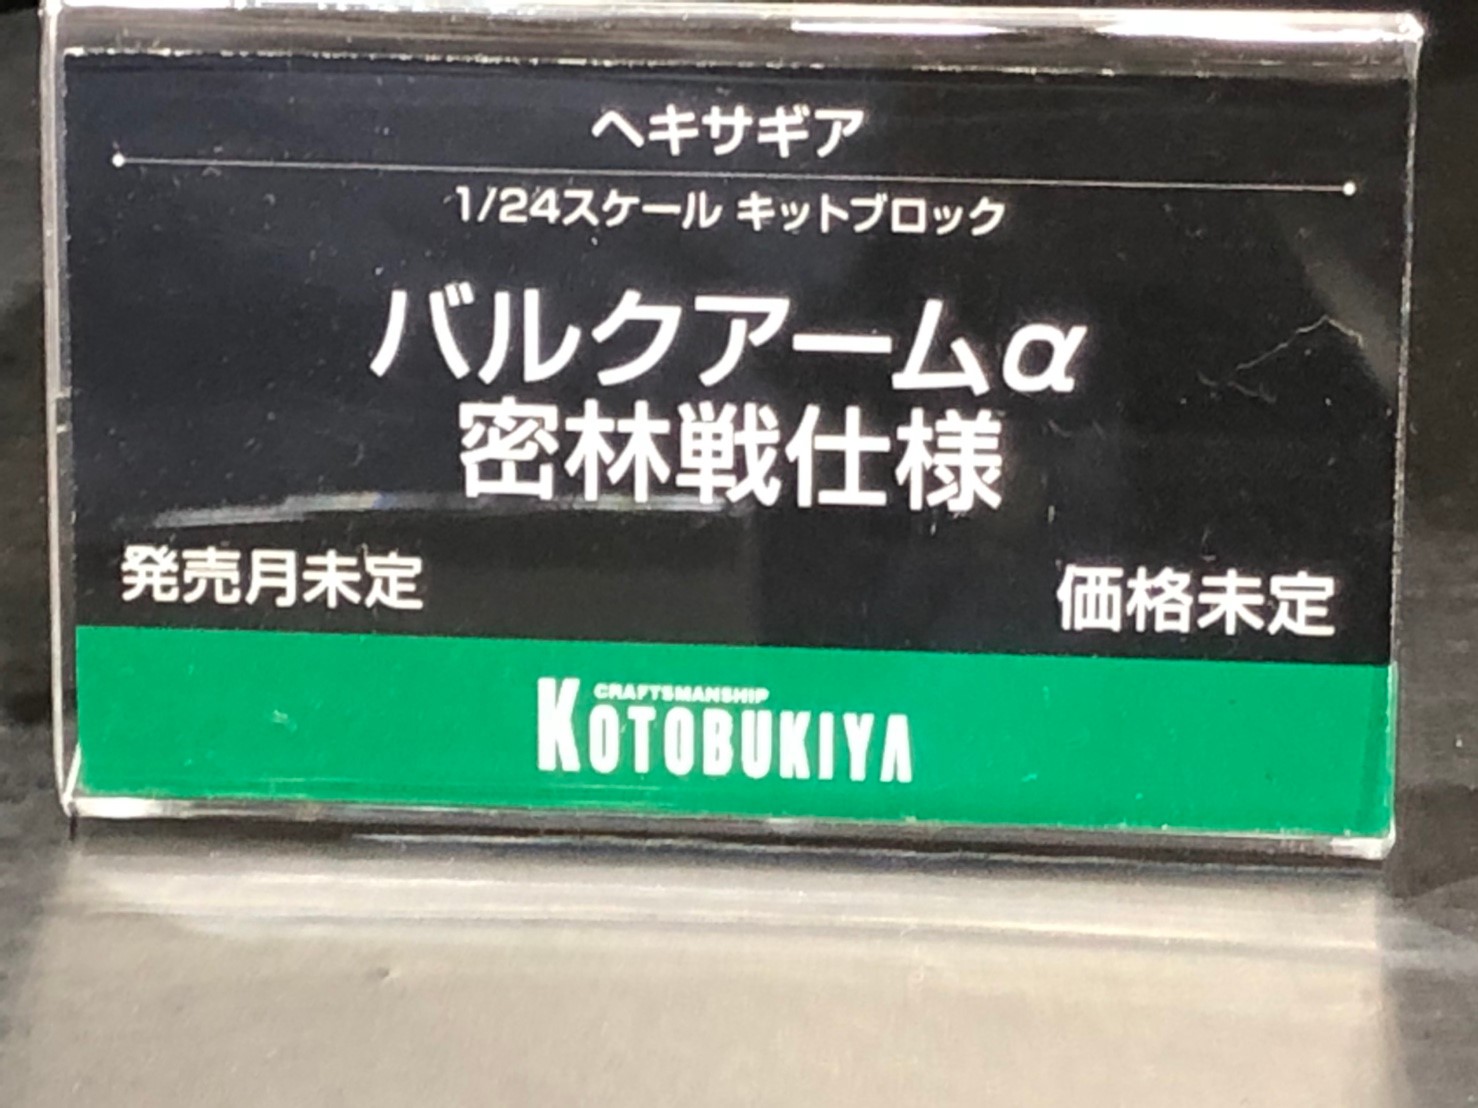 ヘキサギア
1/24スケール キットブロック
バルクアームα
密林戦仕様
発売月未定
価格未定
CRAFTSMANSHIP
KOTOBUKIYA